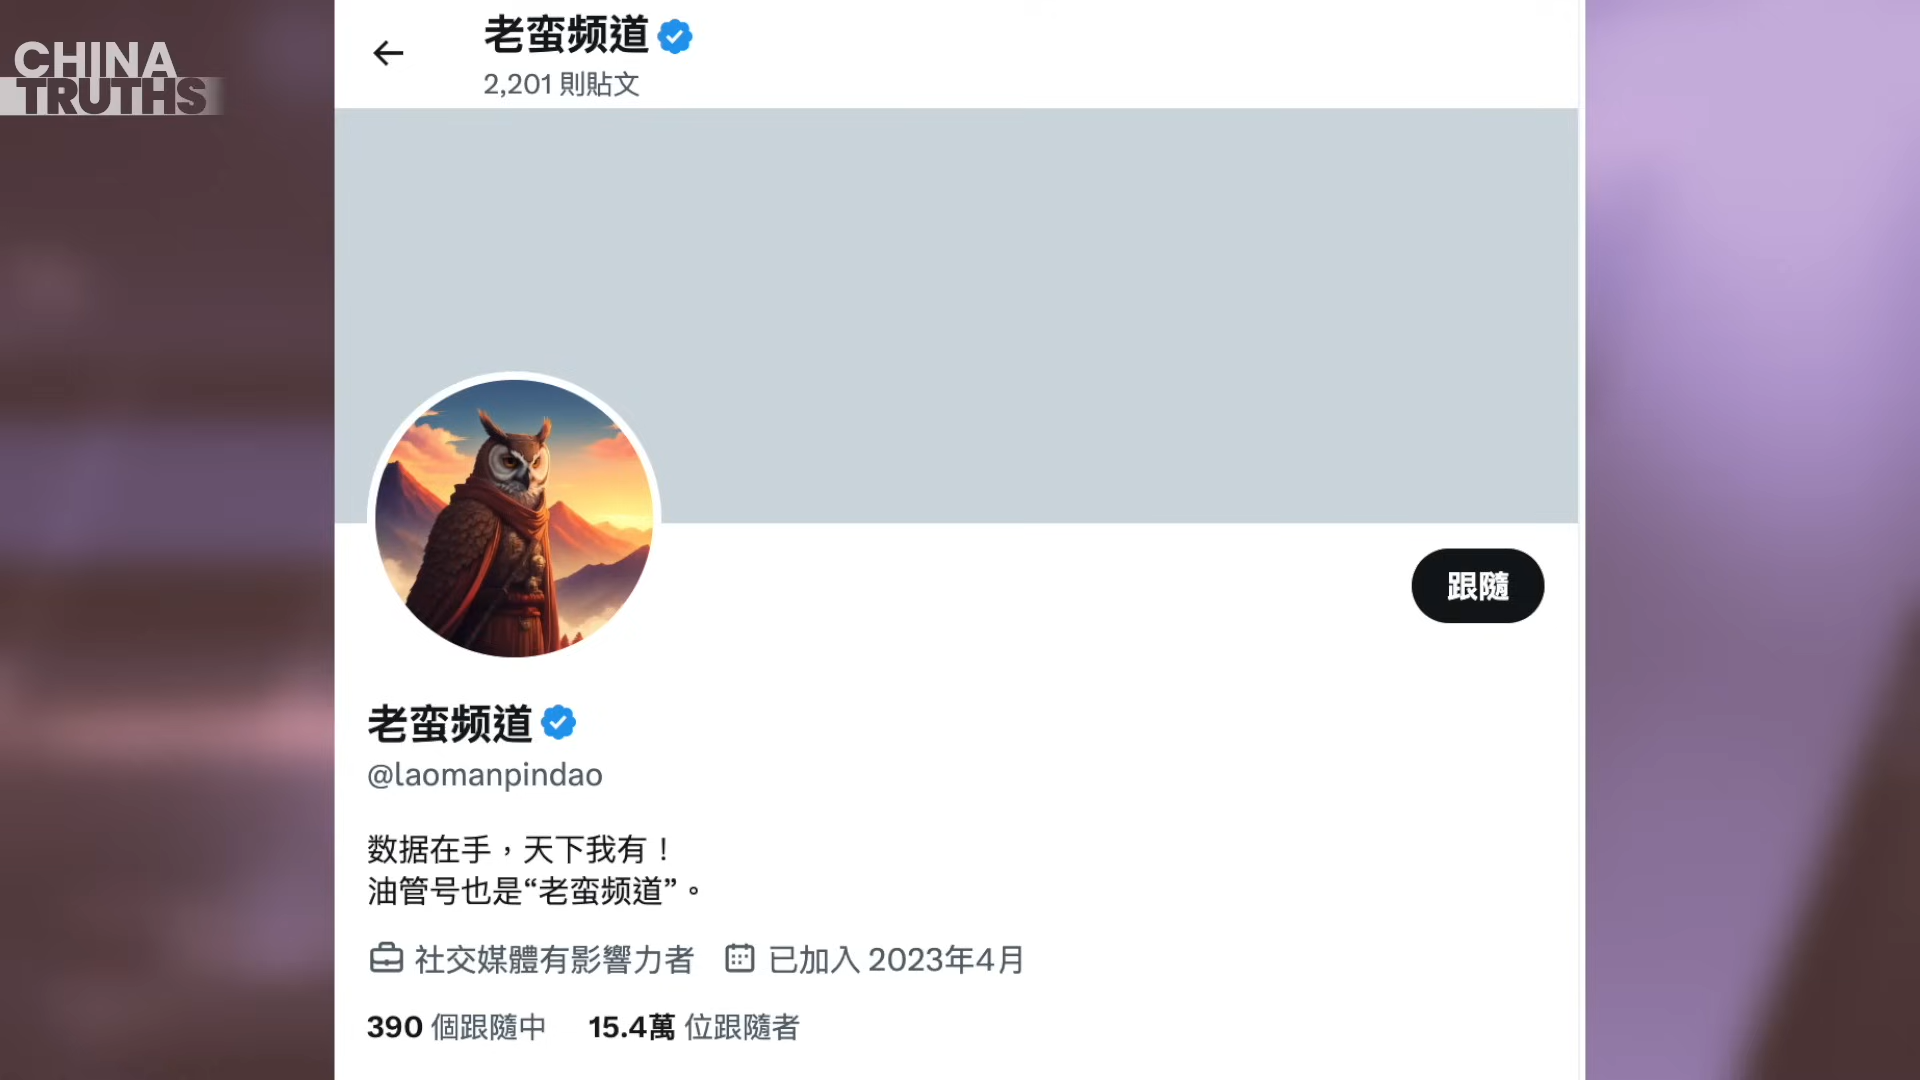 CHINA
TRUTHS
老蛮频道
2,201 則貼文
跟隨
老蛮频道
@laomanpindao
数据在手，天下我有！
油管号也是“老蛮频道”。
社交媒體有影響力者 已加入 2023年4月
390 個跟隨中 15.4萬 位跟隨者